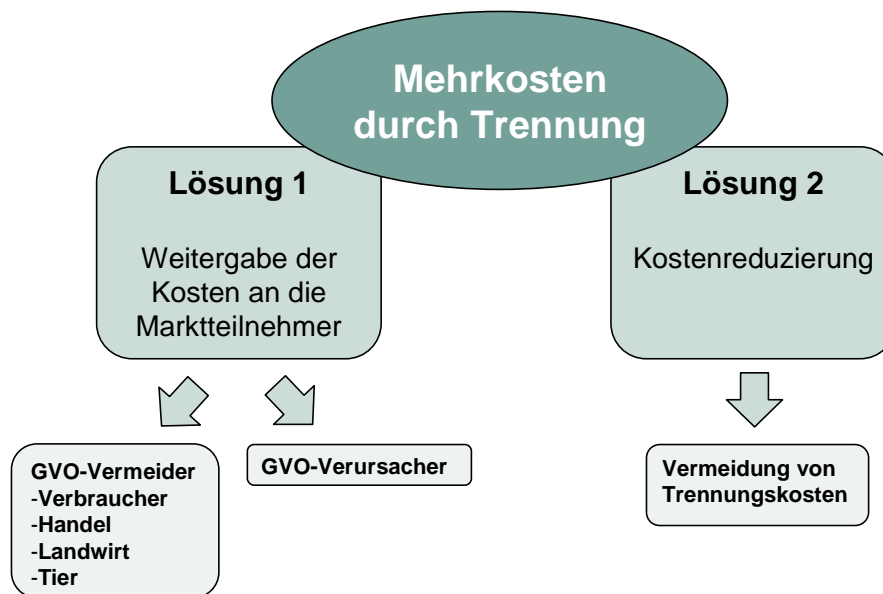 Mehrkosten
durch Trennung
Lösung 1
Weitergabe der
Kosten an die
Marktteilnehmer
Lösung 2
Kostenreduzierung
GVO-Vermeider
-Verbraucher
-Handel
-Landwirt
-Tier
GVO-Verursacher
Vermeidung von
Trennungskosten